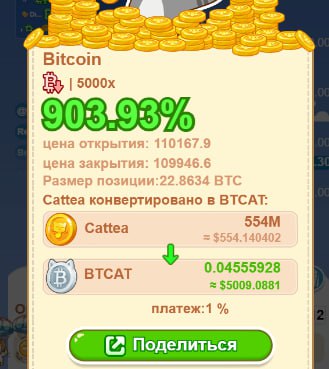 Bitcoin
| 5000x
903.93%
цена открытия: 110167.9
цена закрытия: 109946.6
Размер позиции:22.8634 BTC
Cattea конвертировано в BTCAT:
Cattea 554M
≈ $554.140402
BTCAT 0.04555928
≈ $5009.0881
платеж:1 %
Поделиться